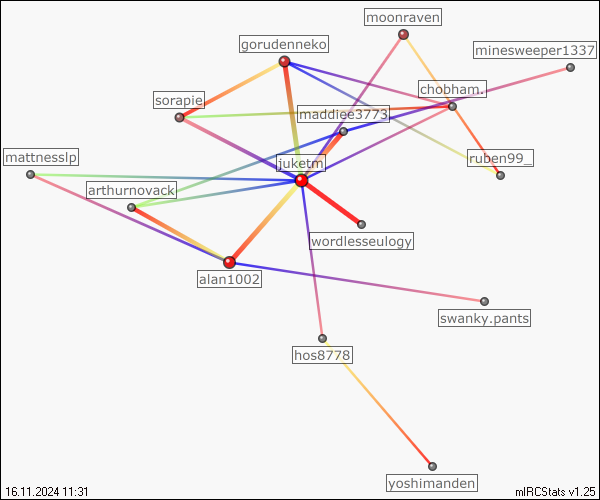 moonraven
gorudenneko
minesweeper1337
chobham.
sorapie
maddiee3773
mattnesslp
juketm
ruben99_
arthurnovack
wordlesseulogy
alan1002
swanky.pants
hos8778
yoshimanden
16.11.2024 11:31
mIRCStats v1.25